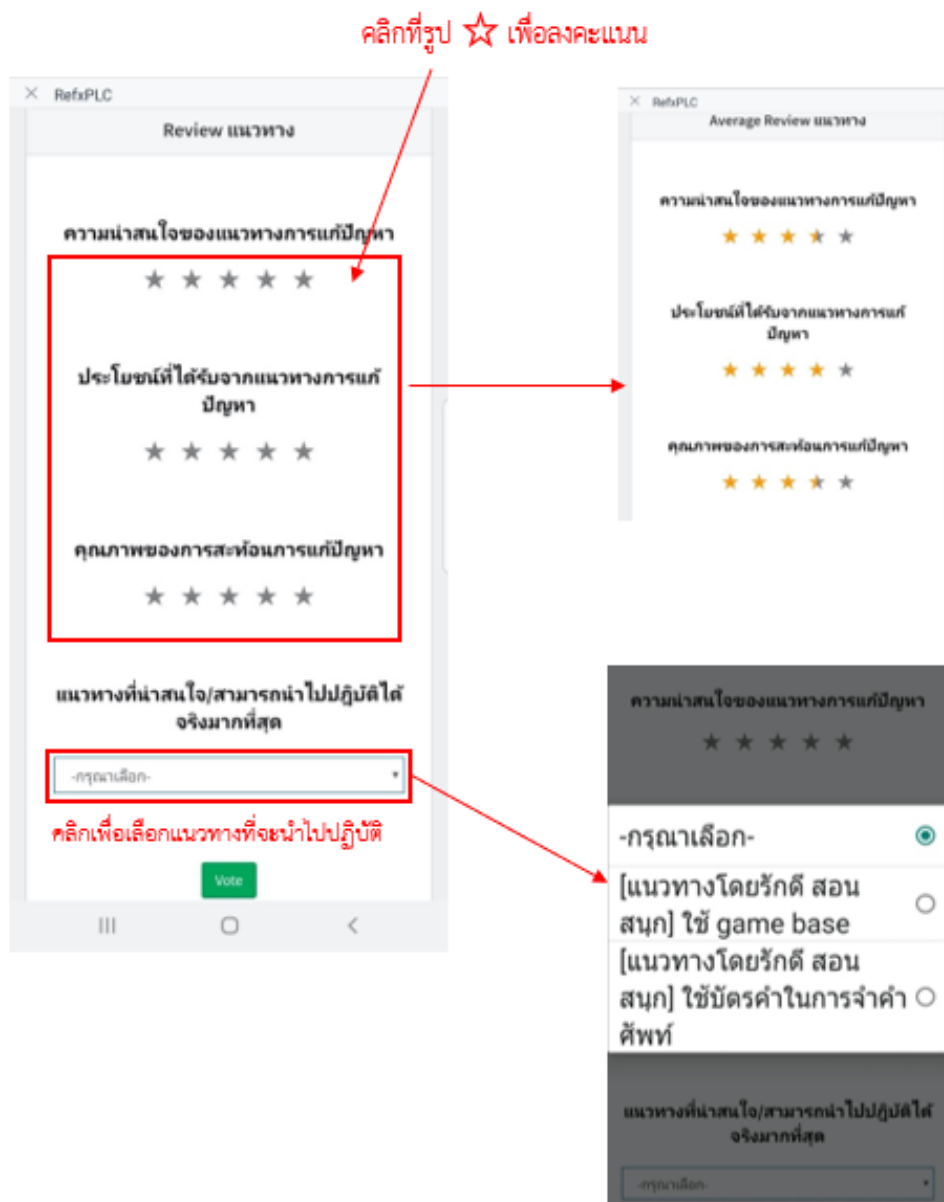 คลิกที่รูป ☆ เพื่อลงคะแนน
× RefxPLC
Review แนวทาง
ความน่าสนใจของแนวทางการแก้ปัญหา
★ ★ ★ ★ ★
ประโยชน์ที่ได้รับจากแนวทางการแก้
ปัญหา
★ ★ ★ ★ ★
คุณภาพของการสะท้อนการแก้ปัญหา
★ ★ ★ ★ ★
แนวทางที่น่าสนใจ/สามารถนำไปปฏิบัติได้
จริงมากที่สุด
-กรุณาเลือก-
คลิกเพื่อเลือกแนวทางที่จะนำไปปฏิบัติ
Vote
× RefxPLC
Average Review แนวทาง
ความน่าสนใจของแนวทางการแก้ปัญหา
★ ★ ★ ★ ★
ประโยชน์ที่ได้รับจากแนวทางการแก้
ปัญหา
★ ★ ★ ★ ★
คุณภาพของการสะท้อนการแก้ปัญหา
★ ★ ★ ★ ★
ความน่าสนใจของแนวทางการแก้ปัญหา
★ ★ ★ ★ ★
-กรุณาเลือก-
[แนวทางโดยรักดี สอน
สนุก] ใช้ game base
[แนวทางโดยรักดี สอน
สนุก] ใช้บัตรคำในการจำคำ
ศัพท์
แนวทางที่น่าสนใจ/สามารถนำไปปฏิบัติได้
จริงมากที่สุด
-กรุณาเลือก-